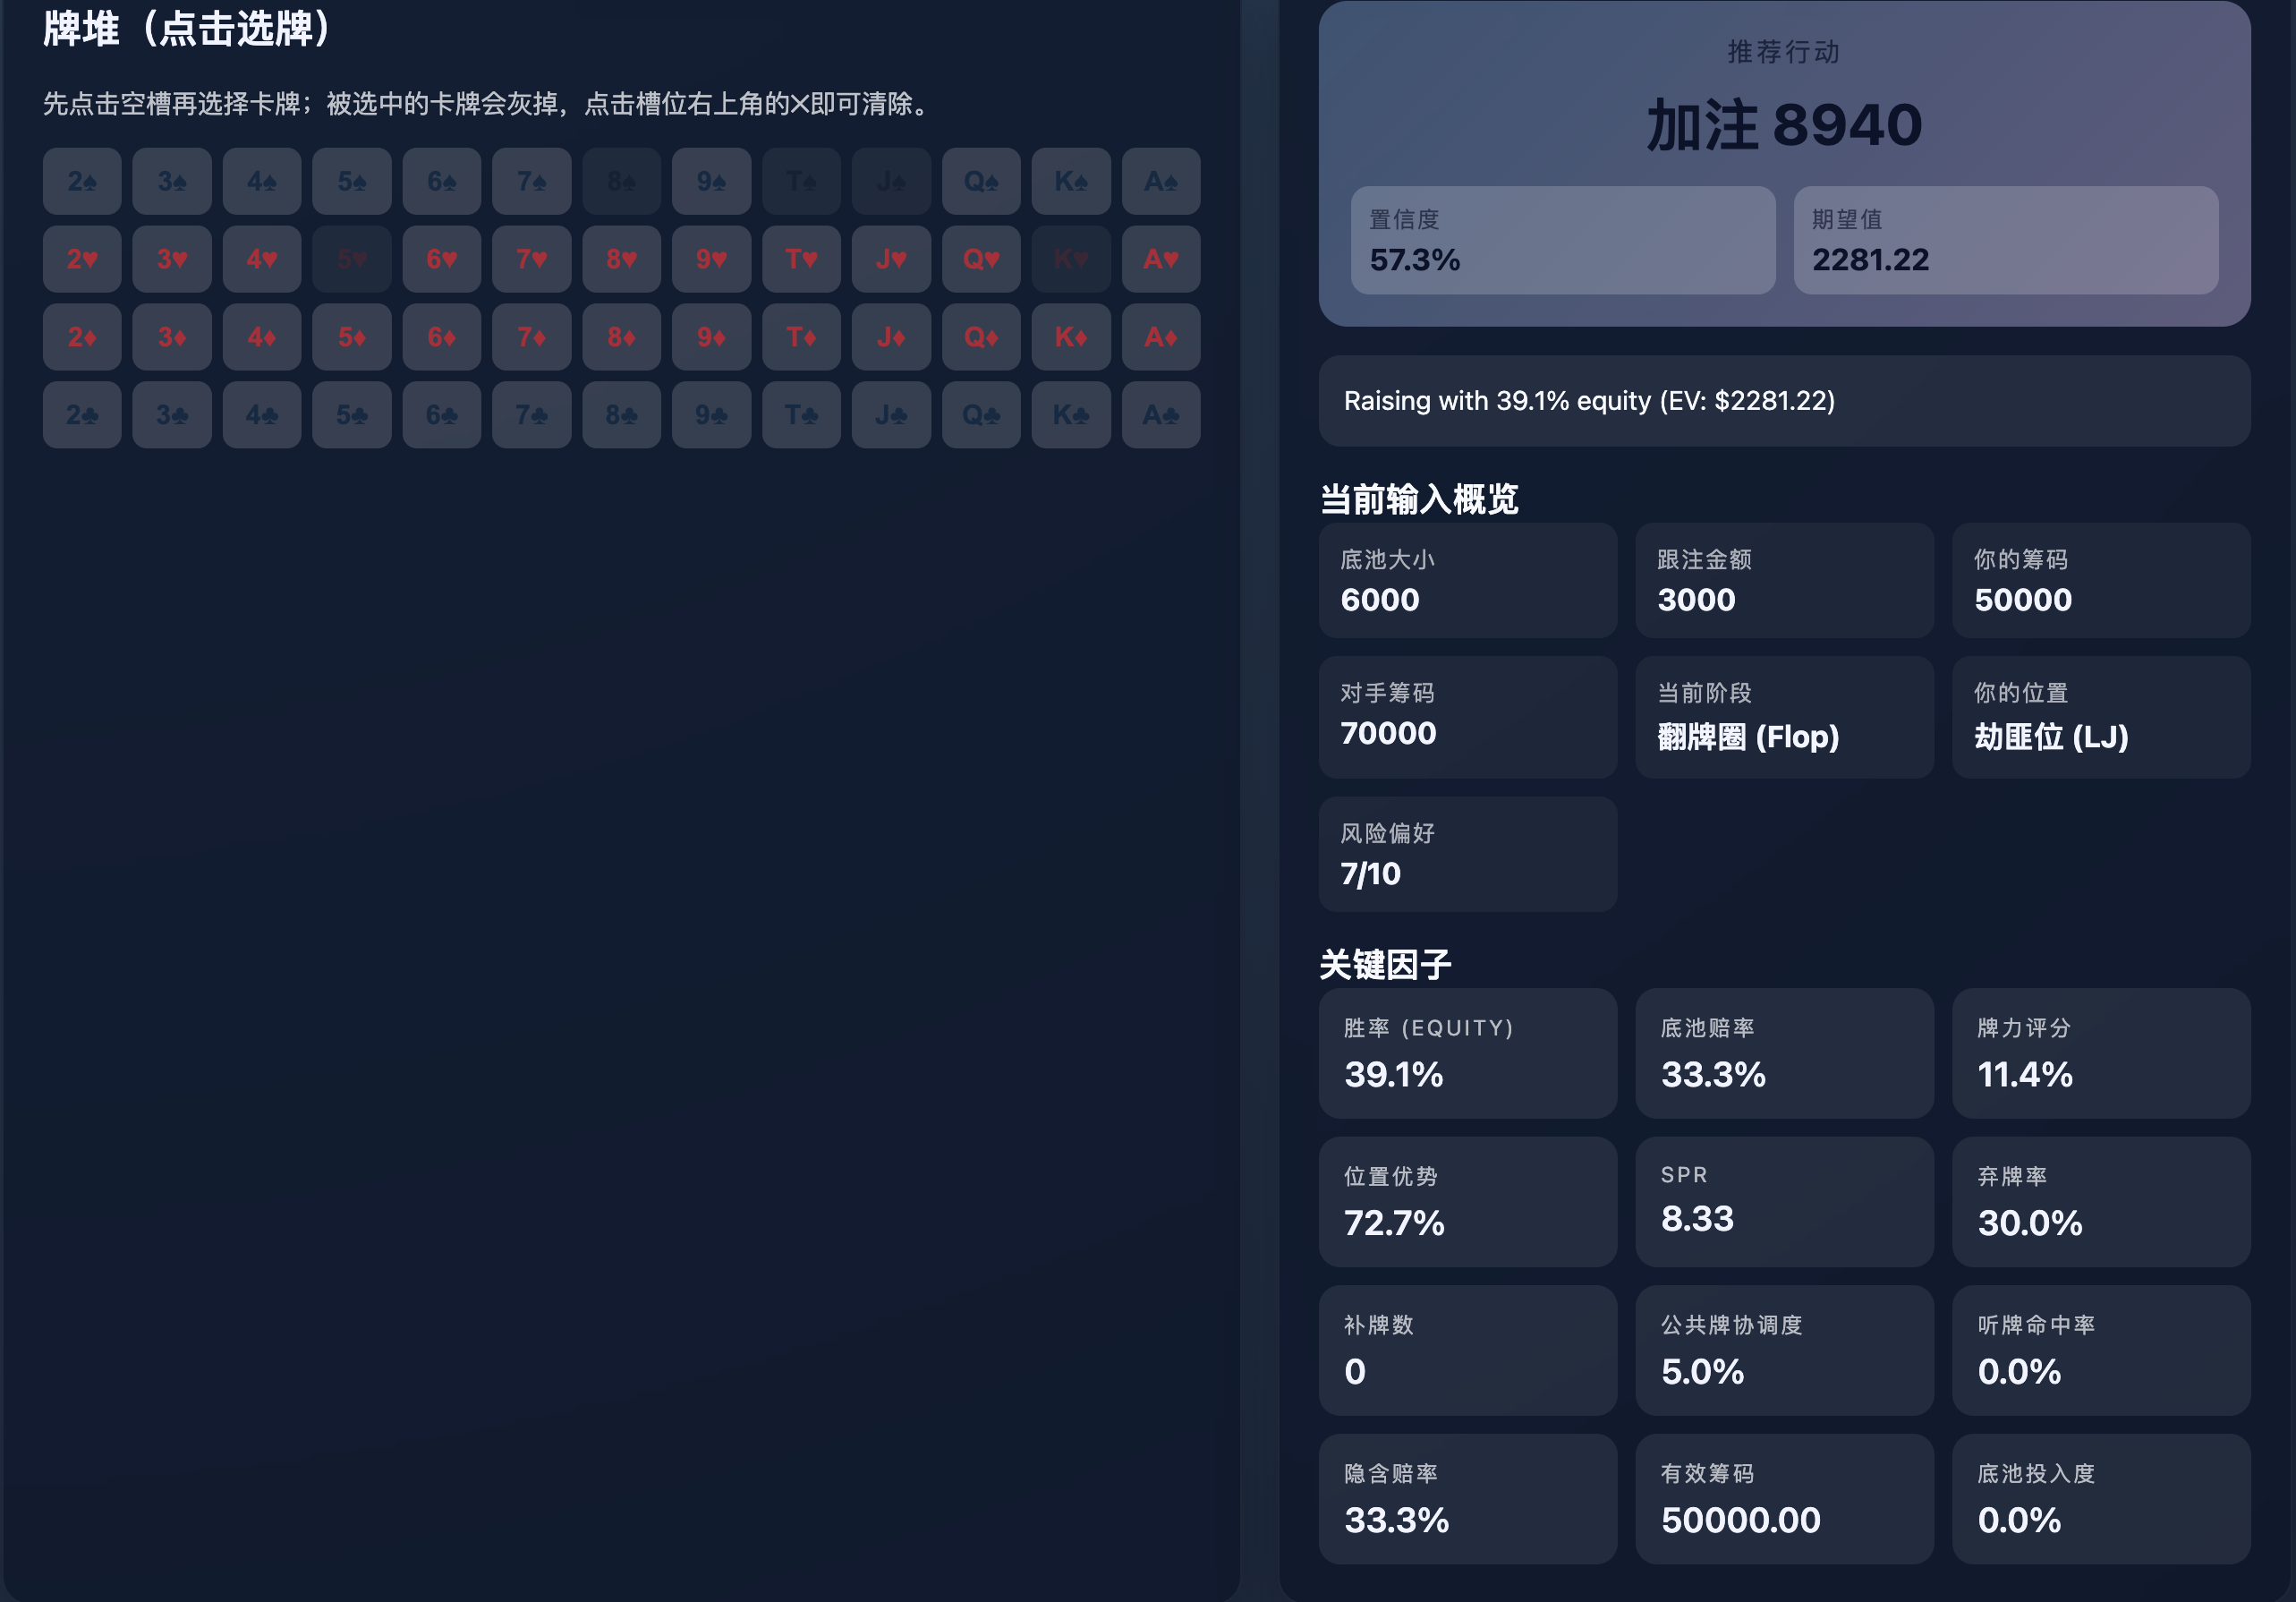 牌堆（点击选牌）
先点击空槽再选择卡牌；被选中的卡牌会灰掉，点击槽位右上角的×即可清除。
2♠ 3♠ 4♠ 5♠ 6♠ 7♠ 8♠ 9♠ T♠ J♠ Q♠ K♠ A♠
2♥ 3♥ 4♥ 5♥ 6♥ 7♥ 8♥ 9♥ T♥ J♥ Q♥ K♥ A♥
2♦ 3♦ 4♦ 5♦ 6♦ 7♦ 8♦ 9♦ T♦ J♦ Q♦ K♦ A♦
2♣ 3♣ 4♣ 5♣ 6♣ 7♣ 8♣ 9♣ T♣ J♣ Q♣ K♣ A♣
推荐行动
加注 8940
置信度 期望值
57.3% 2281.22
Raising with 39.1% equity (EV: $2281.22)
当前输入概览
底池大小 跟注金额 你的筹码
6000 3000 50000
对手筹码 当前阶段 你的位置
70000 翻牌圈 (Flop) 劫匪位 (LJ)
风险偏好
7/10
关键因子
胜率 (EQUITY) 底池赔率 牌力评分
39.1% 33.3% 11.4%
位置优势 SPR 弃牌率
72.7% 8.33 30.0%
补牌数 公共牌协调度 听牌命中率
0 5.0% 0.0%
隐含赔率 有效筹码 底池投入度
33.3% 50000.00 0.0%